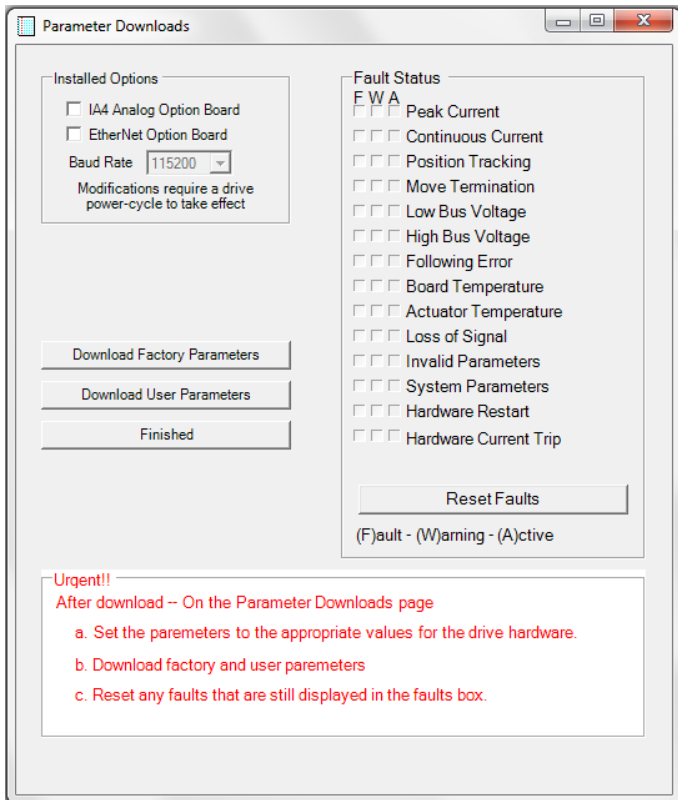 Parameter Downloads
Installed Options
IA4 Analog Option Board
EtherNet Option Board
Baud Rate 115200
Modifications require a drive
power-cycle to take effect
Download Factory Parameters
Download User Parameters
Finished
Fault Status
F W A
Peak Current
Continuous Current
Position Tracking
Move Termination
Low Bus Voltage
High Bus Voltage
Following Error
Board Temperature
Actuator Temperature
Loss of Signal
Invalid Parameters
System Parameters
Hardware Restart
Hardware Current Trip
Reset Faults
(F)ault - (W)arning - (A)ctive
Urgent!!
After download -- On the Parameter Downloads page
a. Set the paremeters to the appropriate values for the drive hardware.
b. Download factory and user paremeters
c. Reset any faults that are still displayed in the faults box.